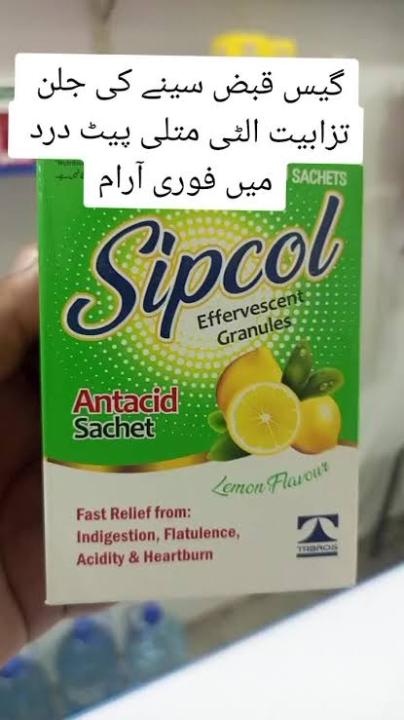 گیس قبض سینے کی جلن
تزابیت الٹی متلی پیٹ درد
میں فوری آرام
SACHETS
Sipcol
Effervescent
Granules
Antacid
Sachet
Lemon Flavour
Fast Relief from:
Indigestion, Flatulence,
Acidity & Heartburn
TABROS